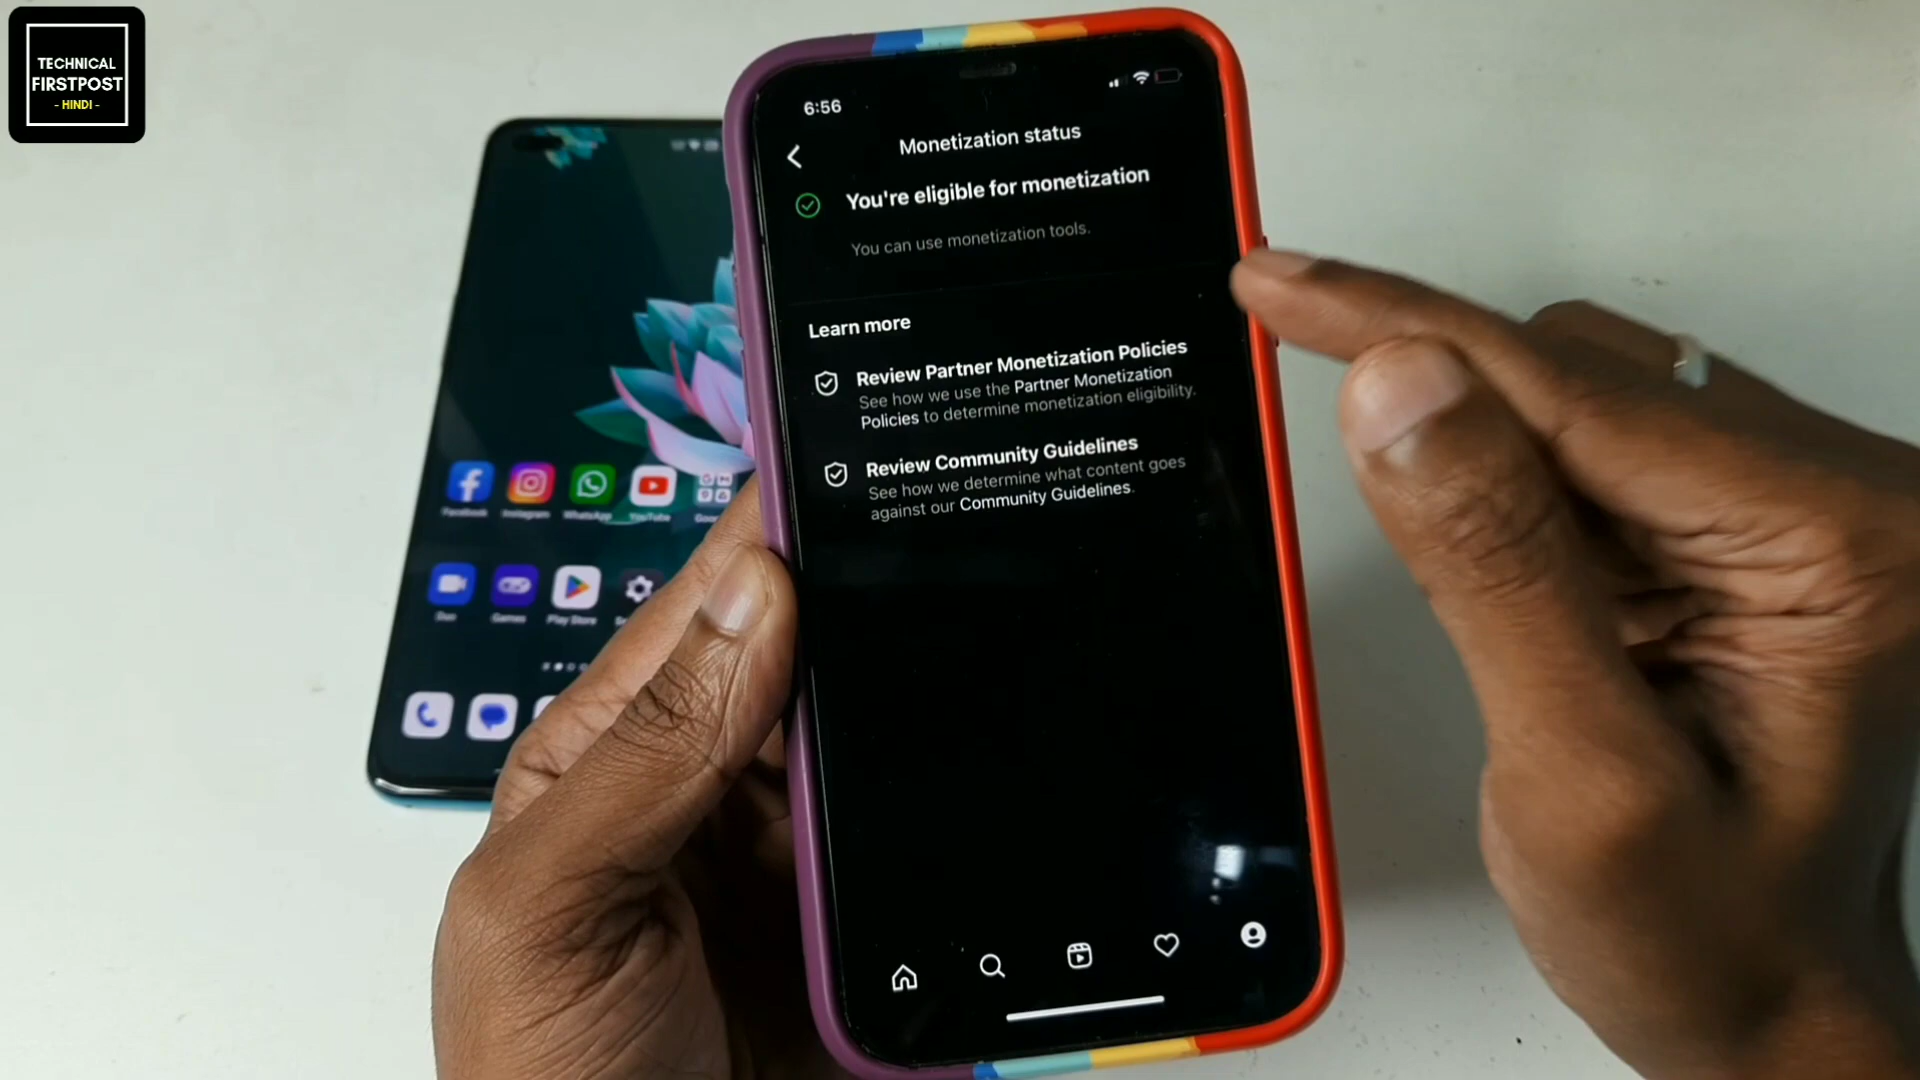 TECHNICAL
FIRSTPOST
- HINDI -
6:56
Monetization status
You're eligible for monetization
You can use monetization tools.
Learn more
Review Partner Monetization Policies
See how we use the Partner Monetization
Policies to determine monetization eligibility.
Review Community Guidelines
See how we determine what content goes
against our Community Guidelines.
Facebook
Instagram
WhatsApp
YouTube
Duo
Games
Play Store